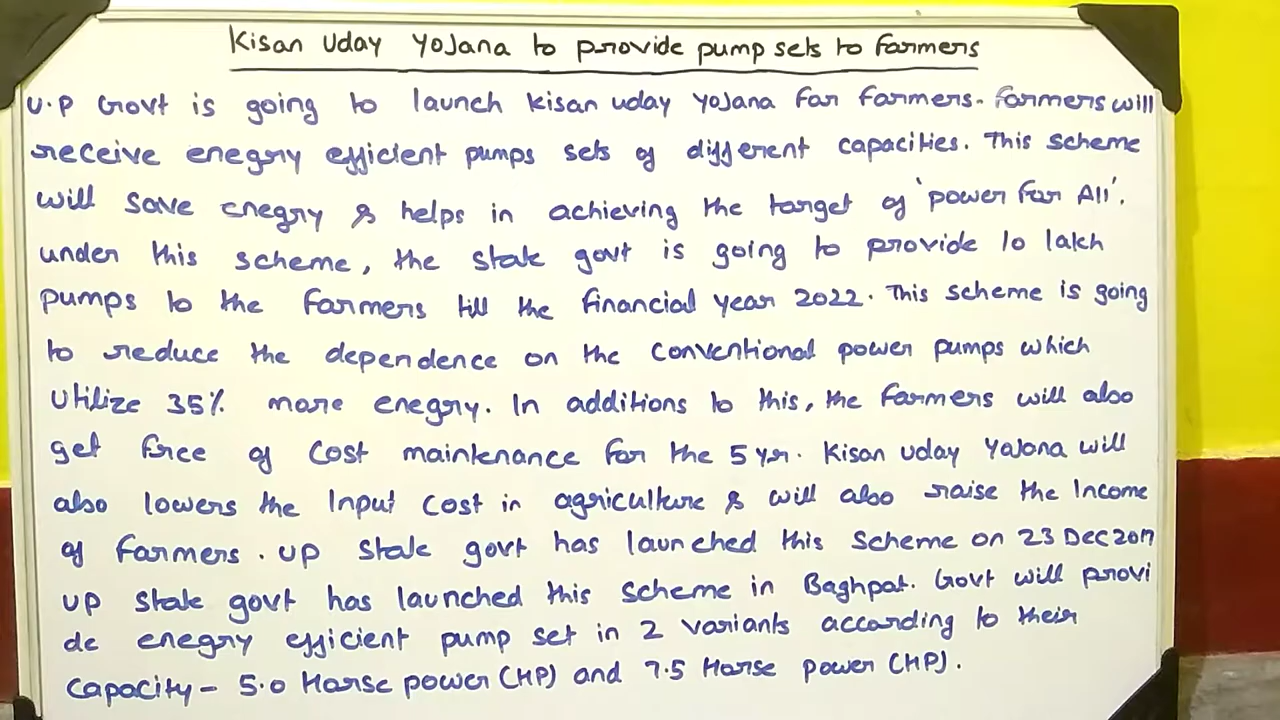 Kisan Uday Yojana to provide pump sets to farmers
U.P Govt is going to launch Kisan uday yojana for farmers. farmers will
receive enegry efficient pumps sets of different capacities. This scheme
will save enegry & helps in achieving the target of 'power for All'.
under this scheme, the state govt is going to provide 10 lakh
pumps to the farmers till the financial year 2022. This scheme is going
to reduce the dependence on the conventional power pumps which
utilize 35% more enegry. In additions to this, the farmers will also
get free of cost maintenance for the 5 yr. Kisan uday Yojona will
also lowers the Input cost in agriculture & will also raise the Income
of farmers. UP state govt has launched this scheme on 23 Dec 2017
UP state govt has launched this scheme in Baghpat. Govt will provi
de enegry efficient pump set in 2 variants according to their
capacity - 5.0 Horse power (HP) and 7.5 Horse power (HP).